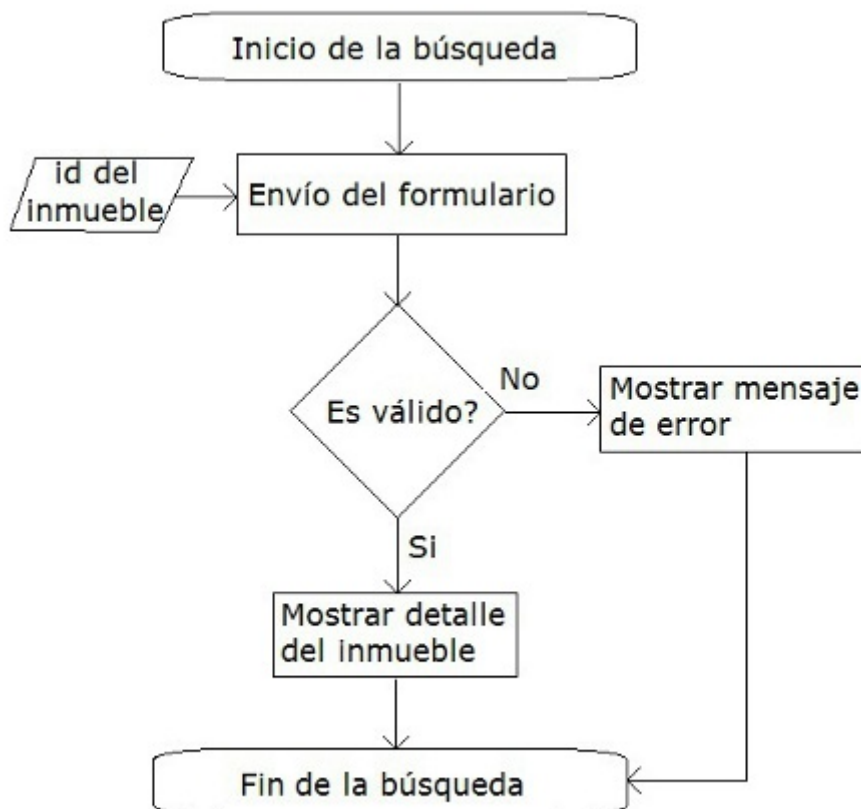 Inicio de la búsqueda
id del
inmueble
Envío del formulario
Es válido?
No
Mostrar mensaje
de error
Si
Mostrar detalle
del inmueble
Fin de la búsqueda